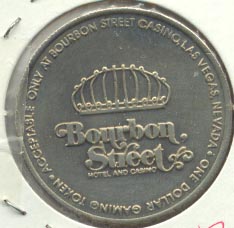 ACCEPTABLE ONLY AT BOURBON STREET CASINO, LAS VEGAS, NEVADA • ONE DOLLAR GAMING TOKEN •
Bourbon
Street
HOTEL AND CASINO